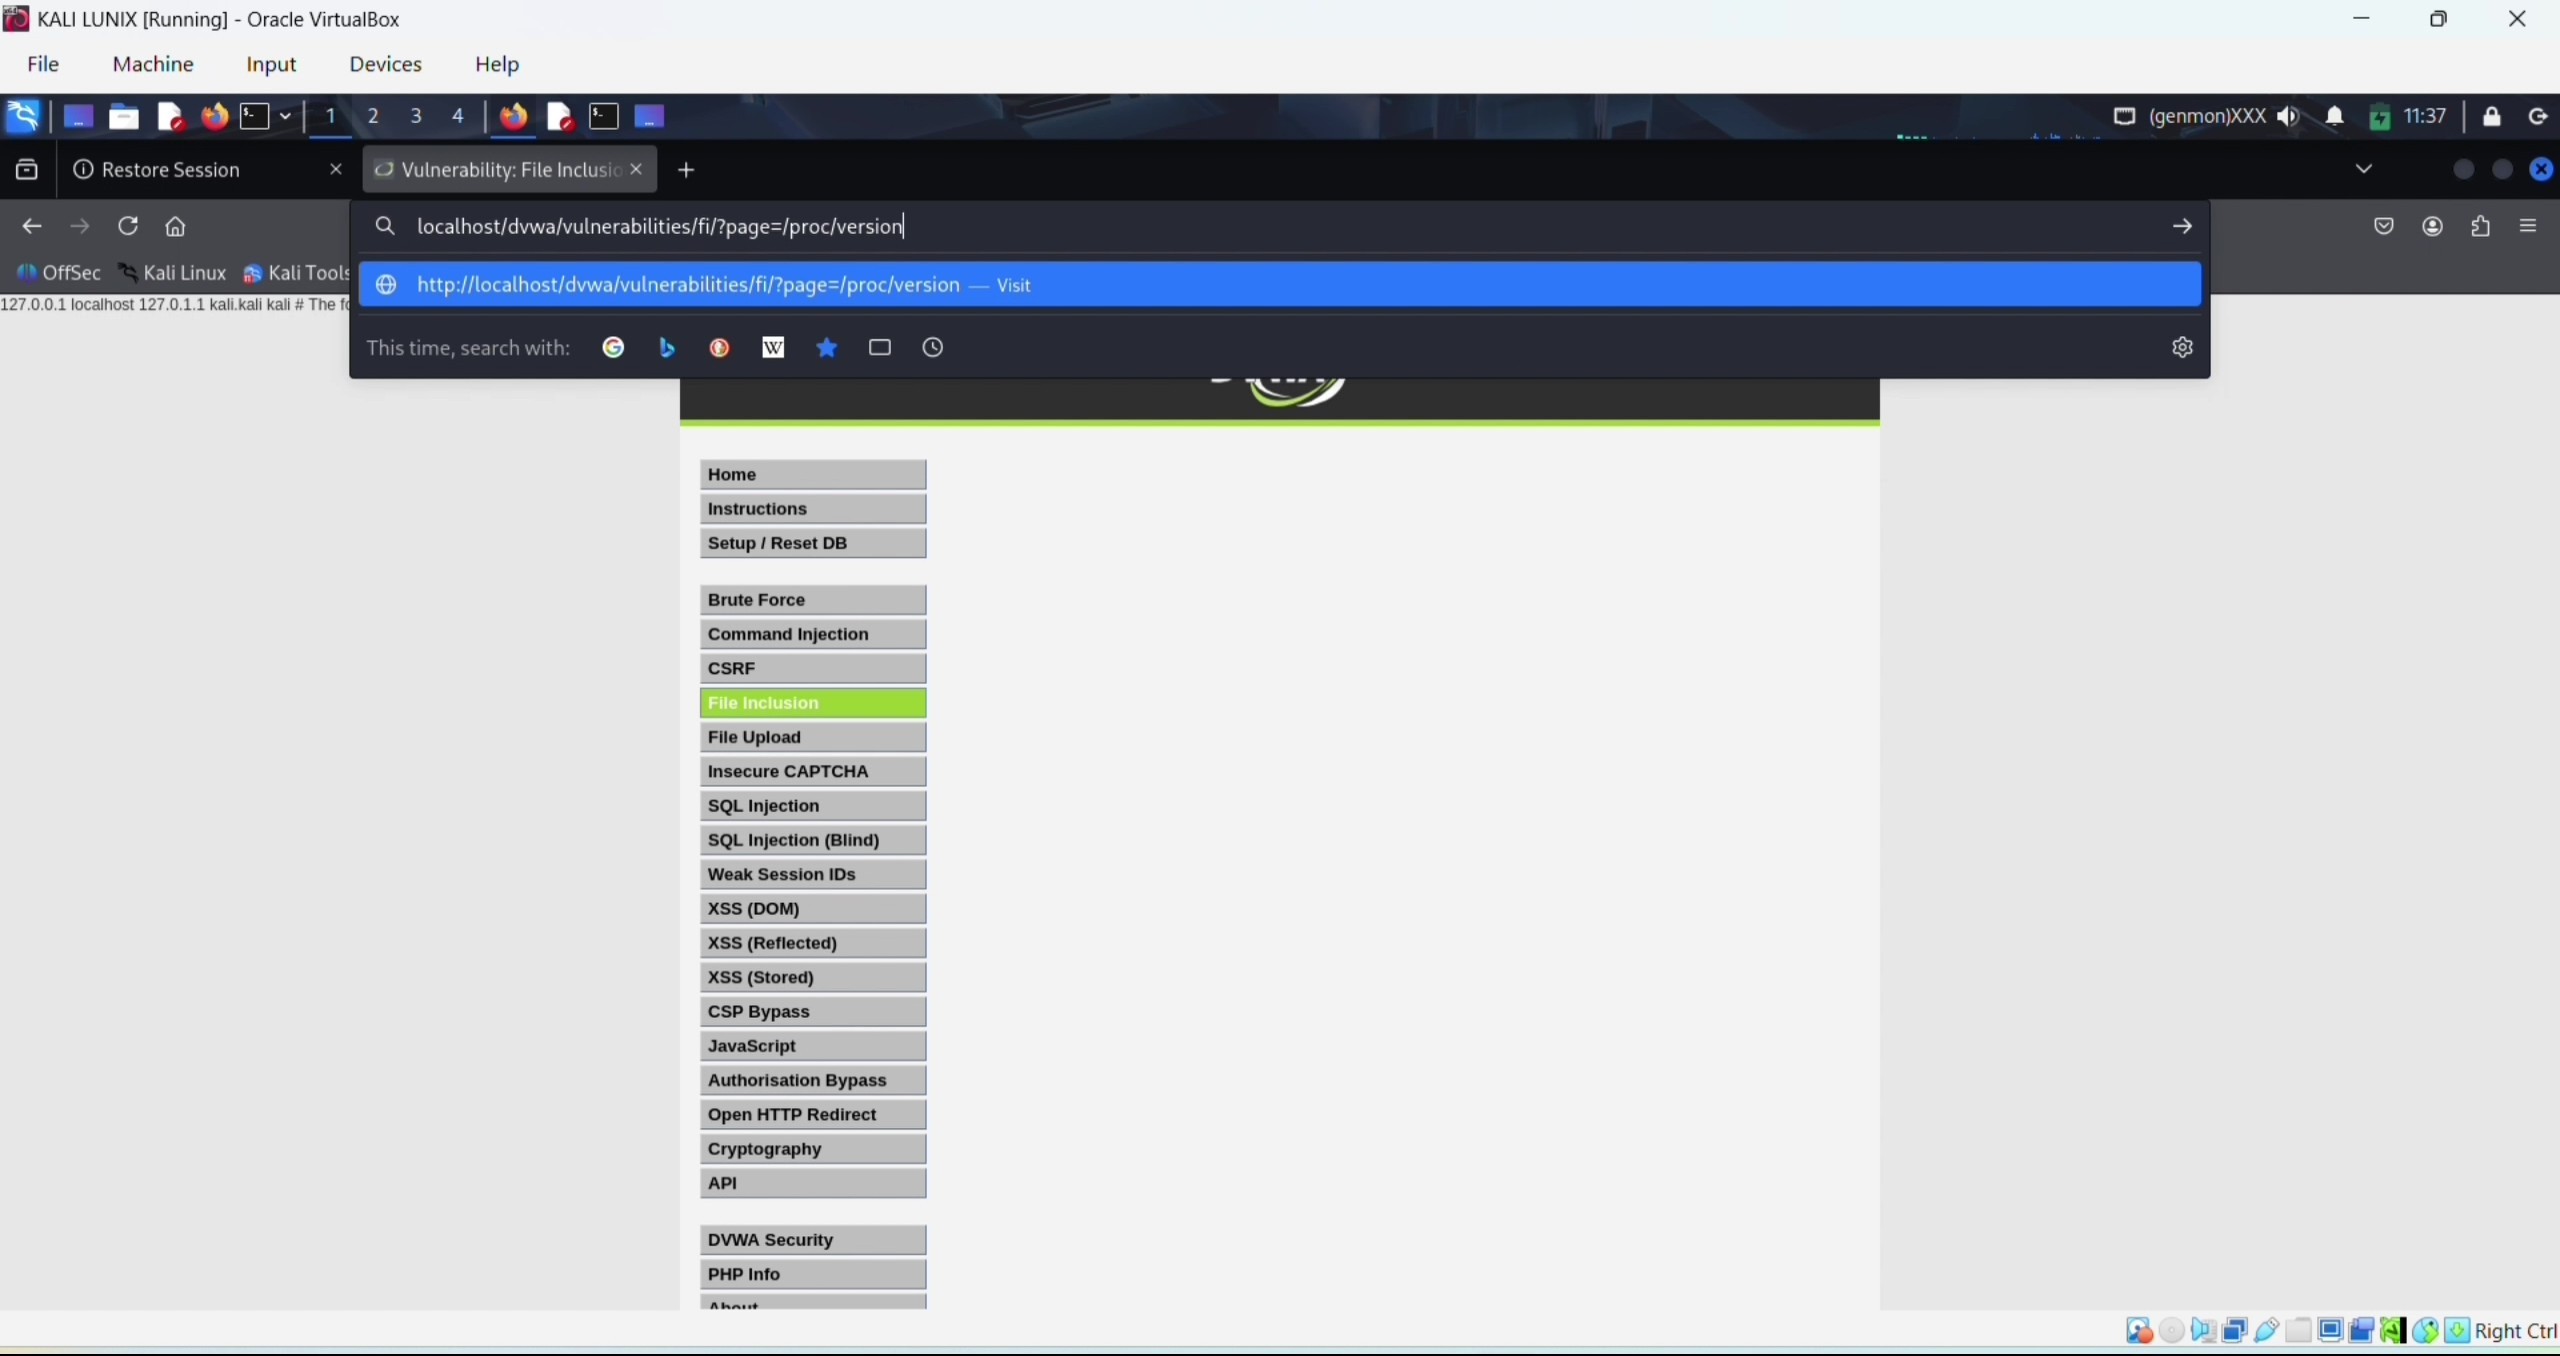 KALI LUNIX [Running] - Oracle VirtualBox
File Machine Input Devices Help
1 2 3 4 (genmon)XXX 11:37
Restore Session Vulnerability: File Inclusio
localhost/dvwa/vulnerabilities/fi/?page=/proc/version
OffSec Kali Linux Kali Tools
http://localhost/dvwa/vulnerabilities/fi/?page=/proc/version — Visit
127.0.0.1 localhost 127.0.1.1 kali.kali kali # The fo
This time, search with:
Home
Instructions
Setup / Reset DB
Brute Force
Command Injection
CSRF
File Inclusion
File Upload
Insecure CAPTCHA
SQL Injection
SQL Injection (Blind)
Weak Session IDs
XSS (DOM)
XSS (Reflected)
XSS (Stored)
CSP Bypass
JavaScript
Authorisation Bypass
Open HTTP Redirect
Cryptography
API
DVWA Security
PHP Info
About
Right Ctrl